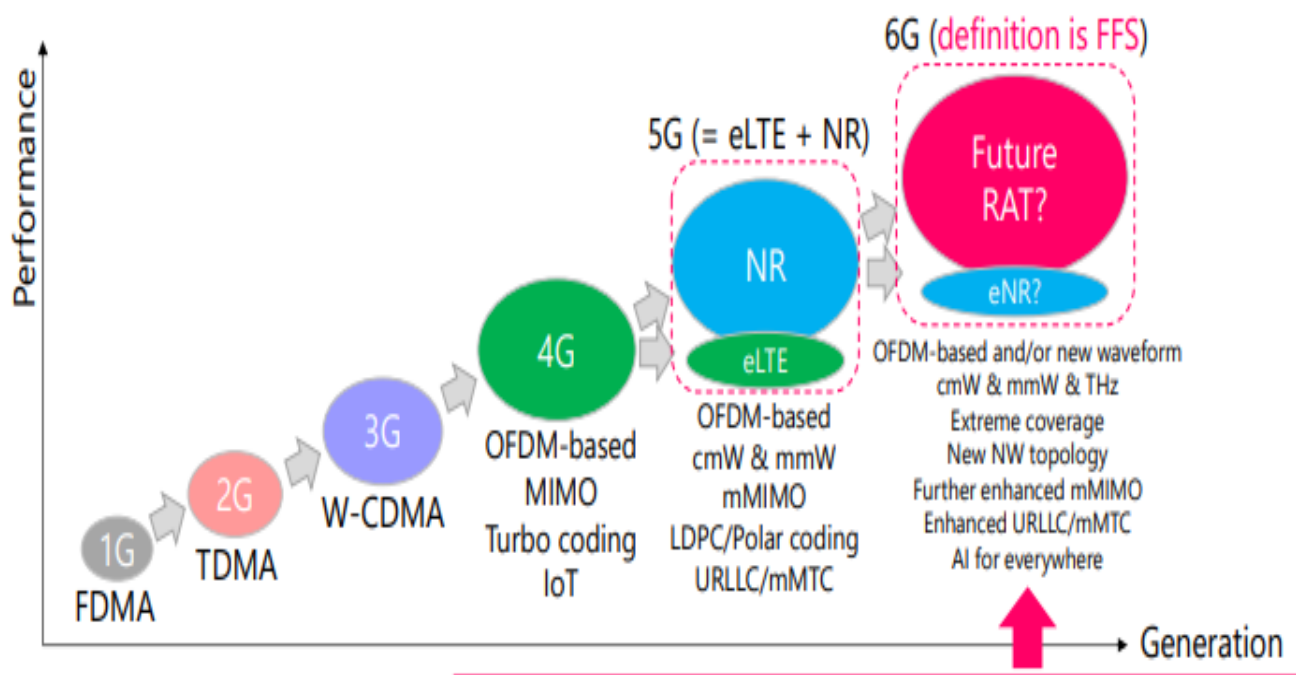 6G (definition is FFS)
Future
RAT?
eNR?
5G (= eLTE + NR)
NR
eLTE
4G
3G
2G
1G
Performance
OFDM-based and/or new waveform
cmW & mmW & THz
Extreme coverage
New NW topology
Further enhanced mMIMO
Enhanced URLLC/mMTC
AI for everywhere
OFDM-based
cmW & mmW
mMIMO
LDPC/Polar coding
URLLC/mMTC
OFDM-based
MIMO
Turbo coding
IoT
W-CDMA
TDMA
FDMA
Generation